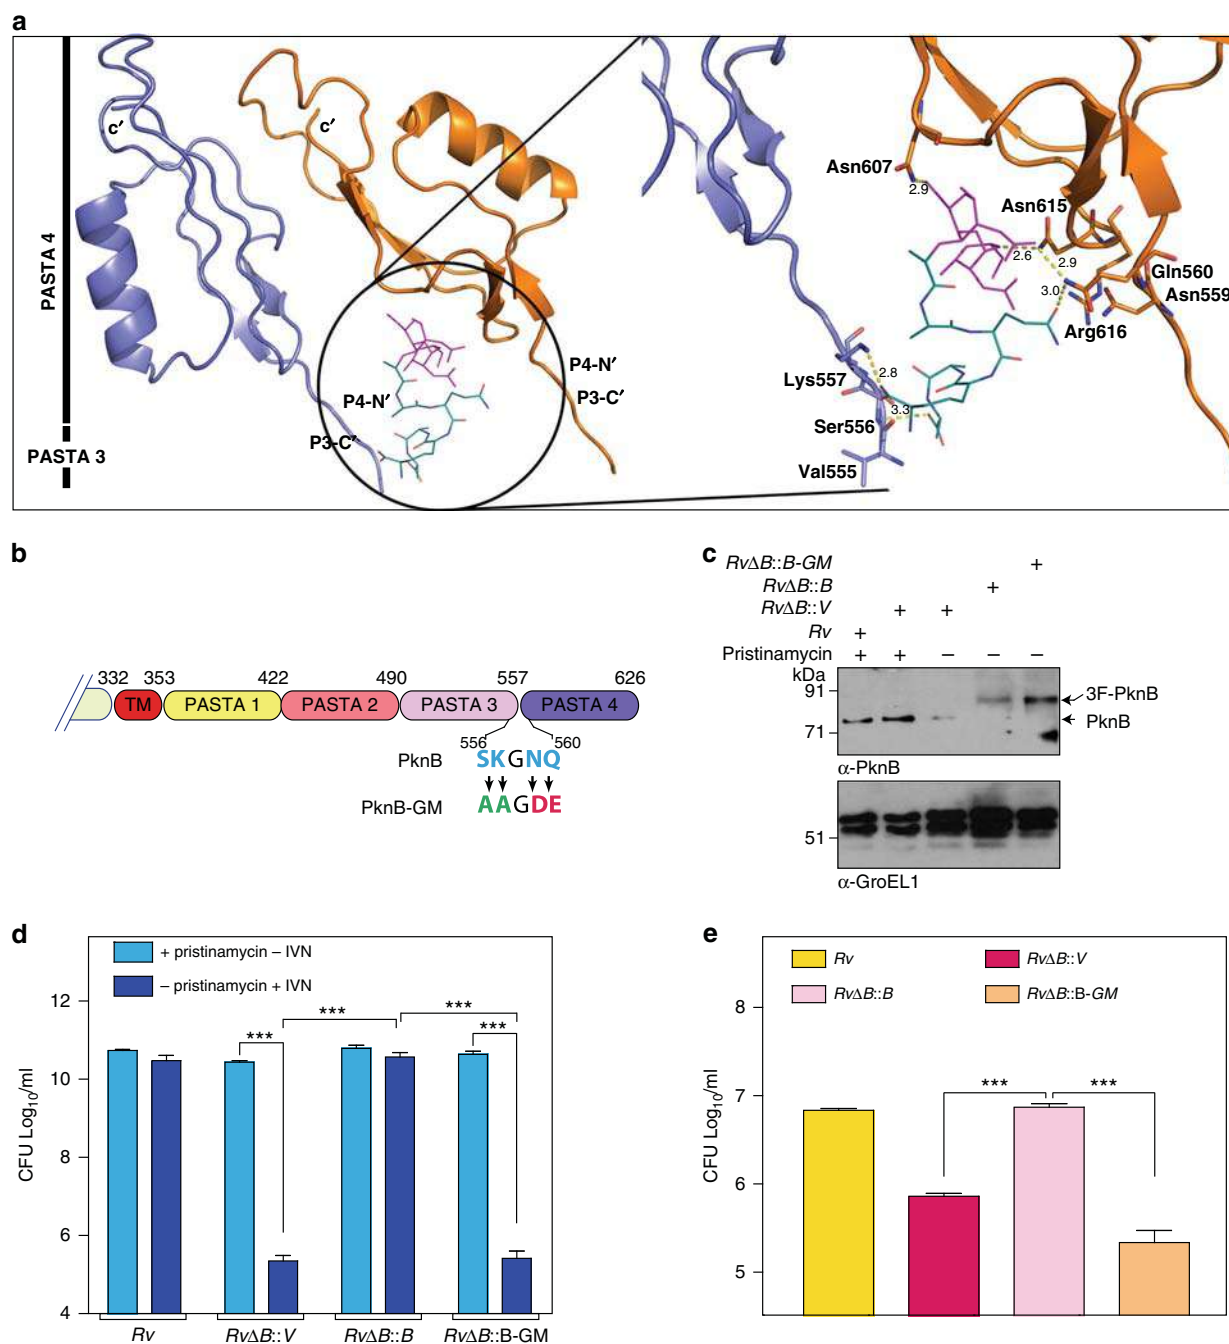 a
PASTA 4
PASTA 3
c′
c′
P4-N′
P3-C′
P4-N′
P3-C′
Asn607
2.9
Asn615
2.6
2.9
3.0
Gln560
Asn559
Arg616
Lys557
2.8
Ser556
3.3
Val555
b
332 353 422 490 557 626
TM PASTA 1 PASTA 2 PASTA 3 PASTA 4
556 560
PknB SKGNQ
PknB-GM AAGDE
c
RvΔB::B-GM +
RvΔB::B +
RvΔB::V + +
Rv +
Pristinamycin + + − − −
kDa
91
71
3F-PknB
PknB
α-PknB
51
α-GroEL1
d
+ pristinamycin − IVN
− pristinamycin + IVN
CFU Log10/ml
12
10
8
6
4
***
***
***
***
Rv RvΔB::V RvΔB::B RvΔB::B-GM
e
Rv RvΔB::V
RvΔB::B RvΔB::B-GM
CFU Log10/ml
8
7
6
5
*** ***